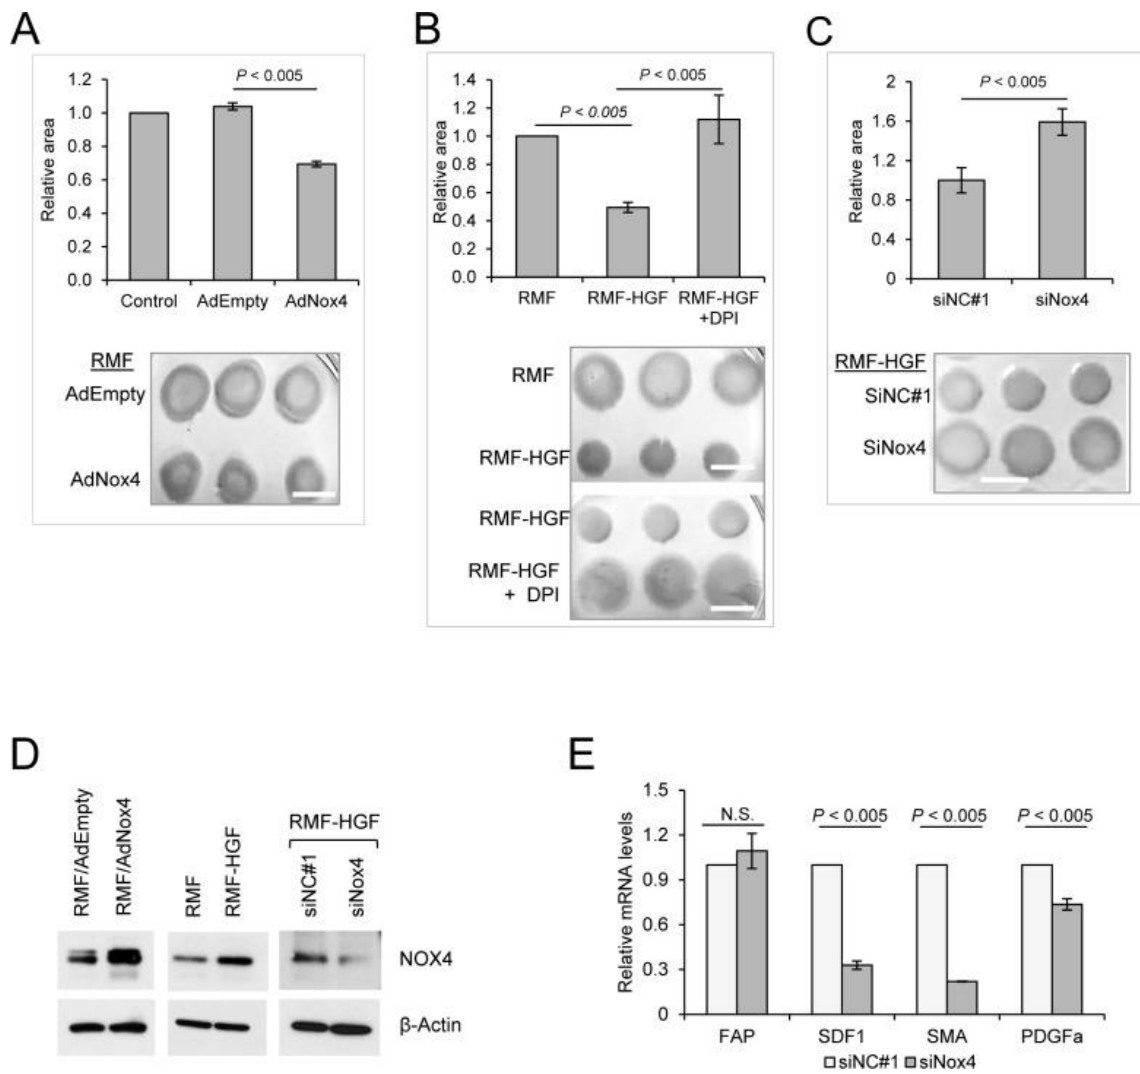 A
P < 0.005
Relative area
1.2
1.0
0.8
0.6
0.4
0.2
0.0
Control AdEmpty AdNox4
RMF
AdEmpty
AdNox4
B
P < 0.005
P < 0.005
Relative area
1.4
1.2
1.0
0.8
0.6
0.4
0.2
0.0
RMF RMF-HGF RMF-HGF
+DPI
RMF
RMF-HGF
RMF-HGF
RMF-HGF
+ DPI
C
P < 0.005
Relative area
2
1.6
1.2
0.8
0.4
0
siNC#1 siNox4
RMF-HGF
SiNC#1
SiNox4
D
RMF/AdEmpty
RMF/AdNox4
RMF
RMF-HGF
RMF-HGF
siNC#1
siNox4
NOX4
β-Actin
E
Relative mRNA levels
1.5
1.2
0.9
0.6
0.3
0
N.S.
P < 0.005
P < 0.005
P < 0.005
FAP SDF1 SMA PDGFa
siNC#1 siNox4